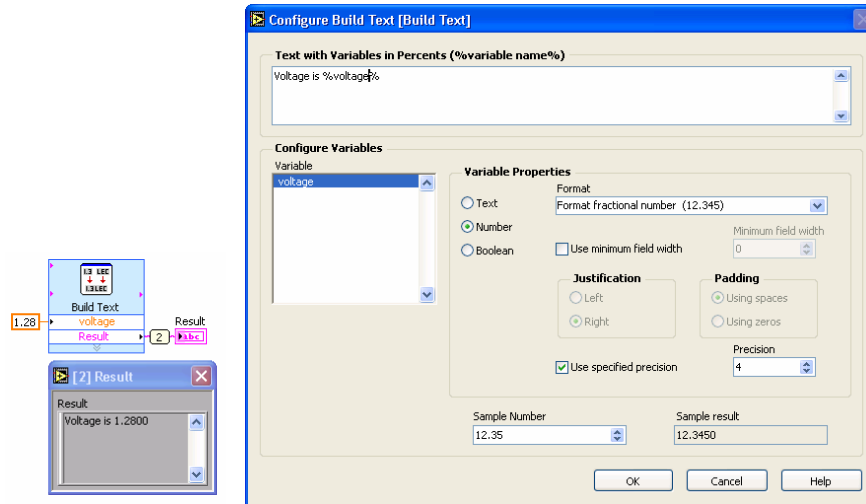 Configure Build Text [Build Text]
Text with Variables in Percents (%variable name%)
Voltage is %voltage%
Configure Variables
Variable
voltage
Variable Properties
Text
Number
Boolean
Format
Format fractional number (12.345)
Use minimum field width
Minimum field width
0
Justification
Left
Right
Padding
Using spaces
Using zeros
Use specified precision
Precision
4
Sample Number
12.35
Sample result
12.3450
OK
Cancel
Help
Build Text
1.28
voltage
Result
2
Result
abc
[2] Result
Result
Voltage is 1.2800